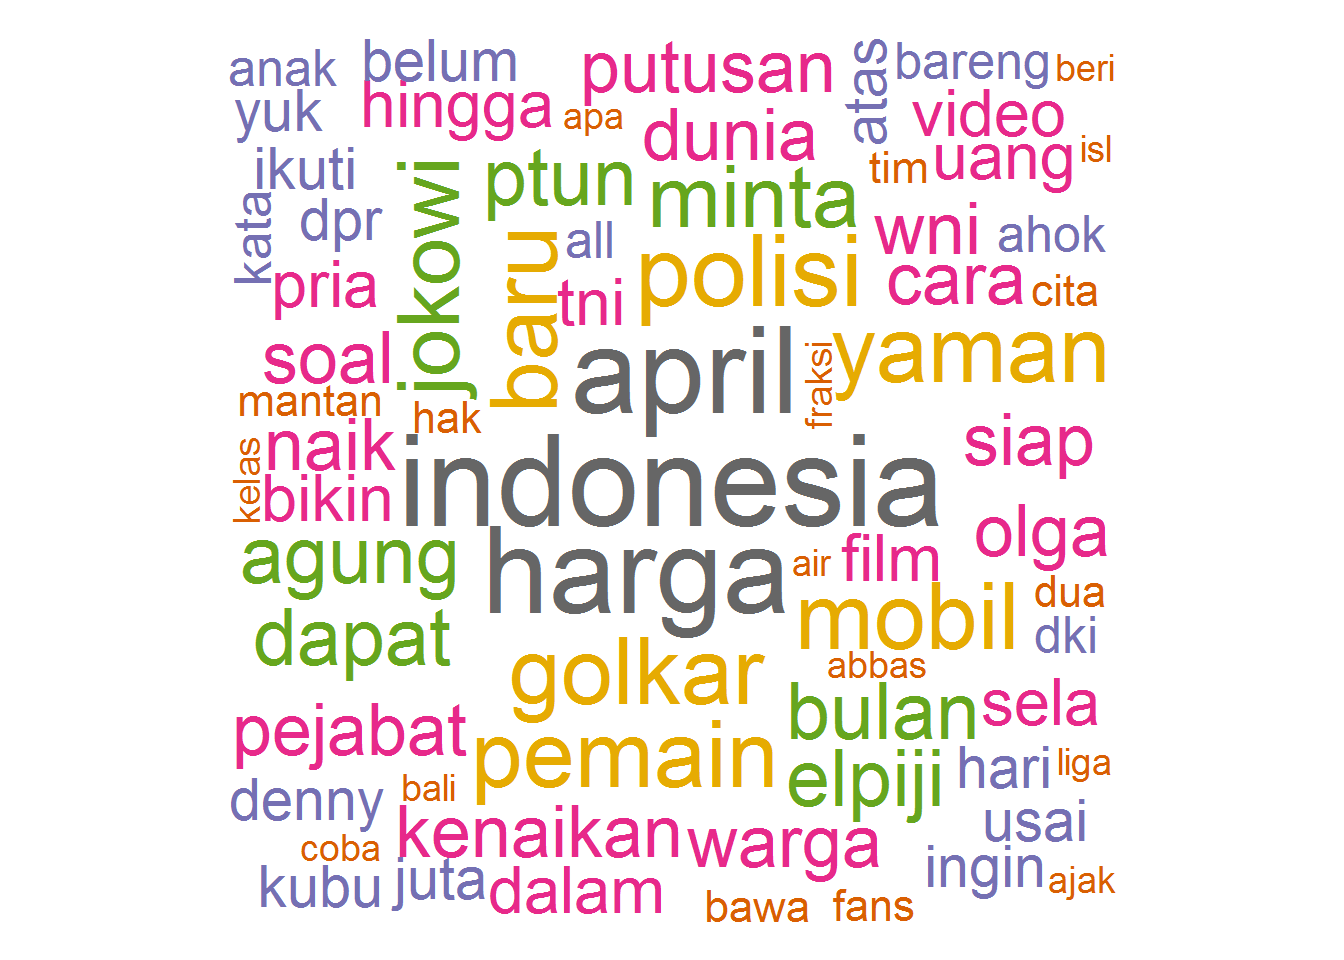 anak belum putusan atas bareng beri
yuk hingga apa dunia video
ikuti jokowi ptun minta tim uang isl
kata dpr baru all polisi wni ahok
pria tni cara cita
soal april fraksi yaman
mantan hak
kelas naik indonesia siap
bikin
agung harga air film olga
dapat mobil dua
dki
golkar abbas
pejabat pemain bulan sela
denny bali elpiji hari liga
coba kenaikan warga usai
kubu juta dalam ingin ajak
bawa fans